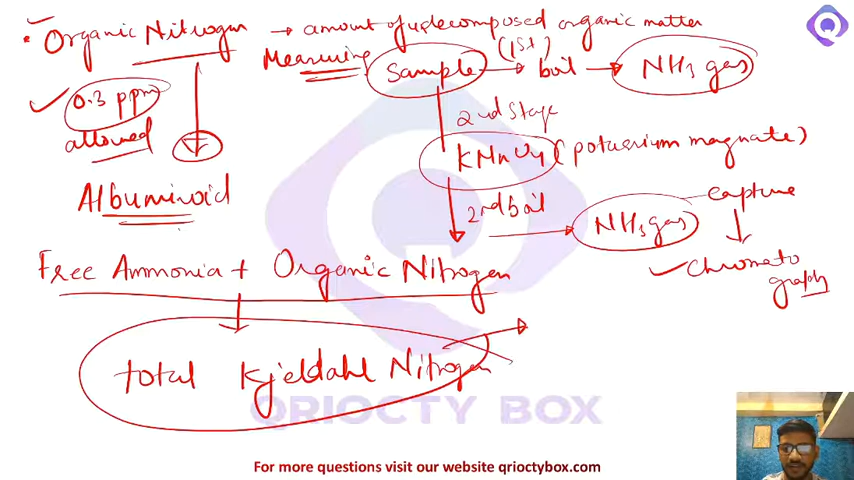 • Organic Nitrogen → amount of undecomposed organic matter
Measuring Sample (1st) → boil → NH3 gas
0.3 ppm
allowed
2nd stage
KMnO4 (potassium magnate)
Albuminoid
2nd boil → NH3 gas
capture
Chromato
graph
Free Ammonia + Organic Nitrogen
total Kjeldahl Nitrogen
QRIOCTY BOX
For more questions visit our website qrioctybox.com